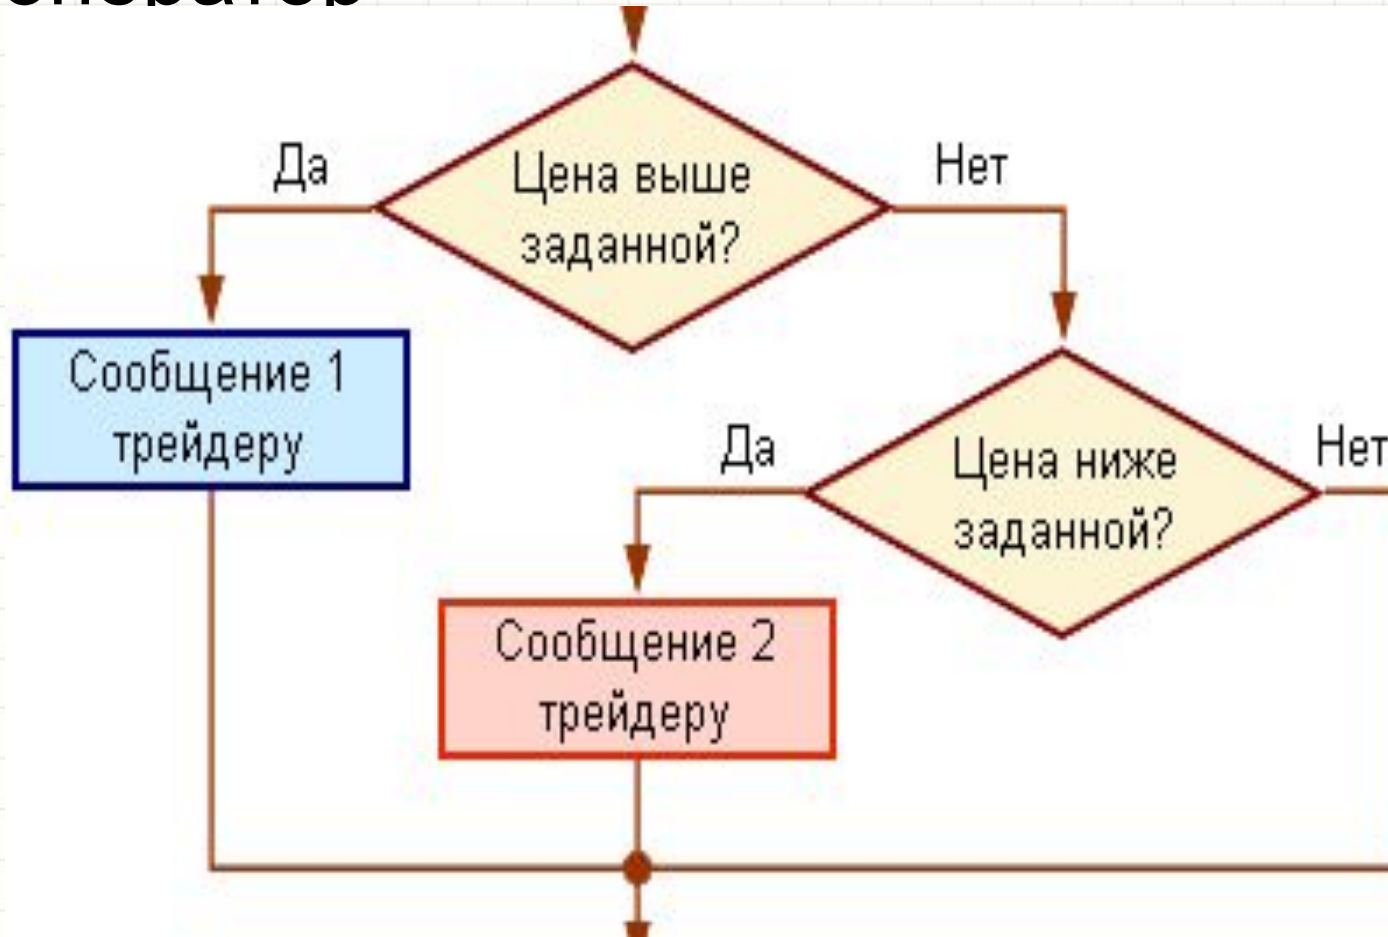 Да
Цена выше
заданной?
Нет
Сообщение 1
трейдеру
Да
Цена ниже
заданной?
Нет
Сообщение 2
трейдеру